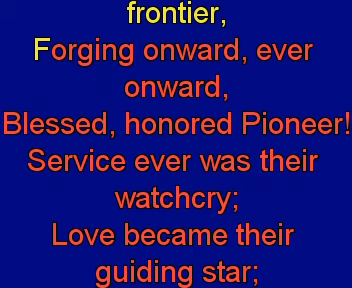 frontier,
Forging onward, ever
onward,
Blessed, honored Pioneer!
Service ever was their
watchcry;
Love became their
guiding star;